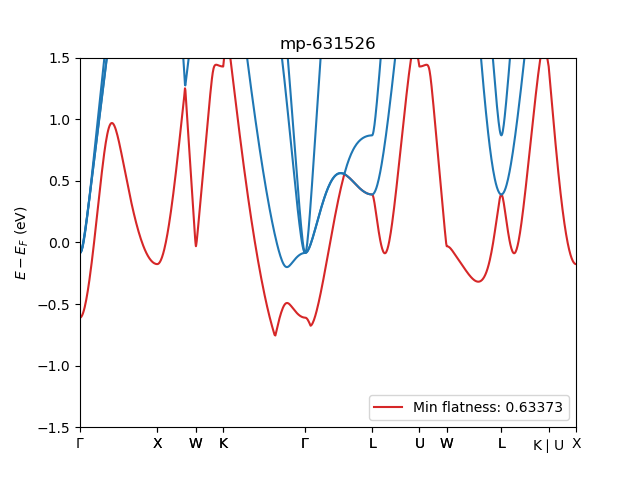 mp-631526
E − E_F (eV)
1.5
1.0
0.5
0.0
−0.5
−1.0
−1.5
Min flatness: 0.63373
Γ X W K Γ L U W L K | U X